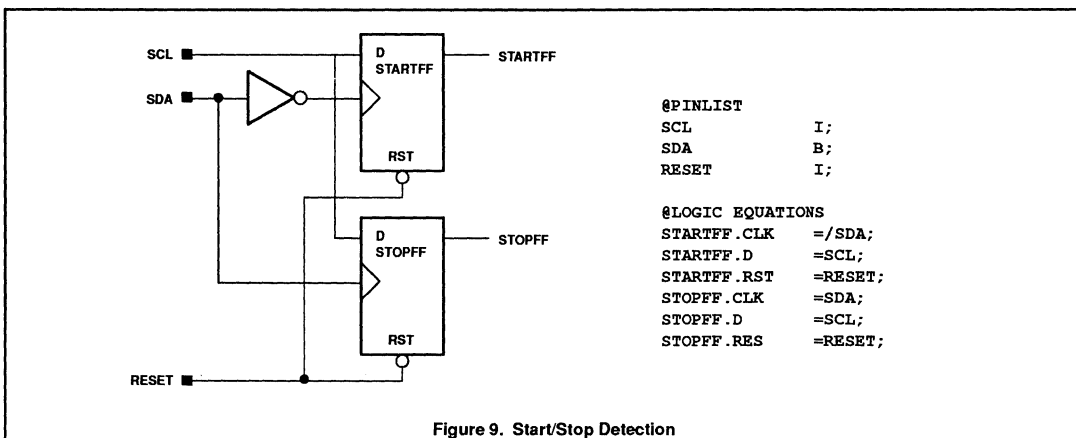 SCL
SDA
D
STARTFF
RST
STARTFF
D
STOPFF
RST
STOPFF
RESET
@PINLIST
SCL I;
SDA B;
RESET I;
@LOGIC EQUATIONS
STARTFF.CLK =/SDA;
STARTFF.D =SCL;
STARTFF.RST =RESET;
STOPFF.CLK =SDA;
STOPFF.D =SCL;
STOPFF.RES =RESET;
Figure 9. Start/Stop Detection